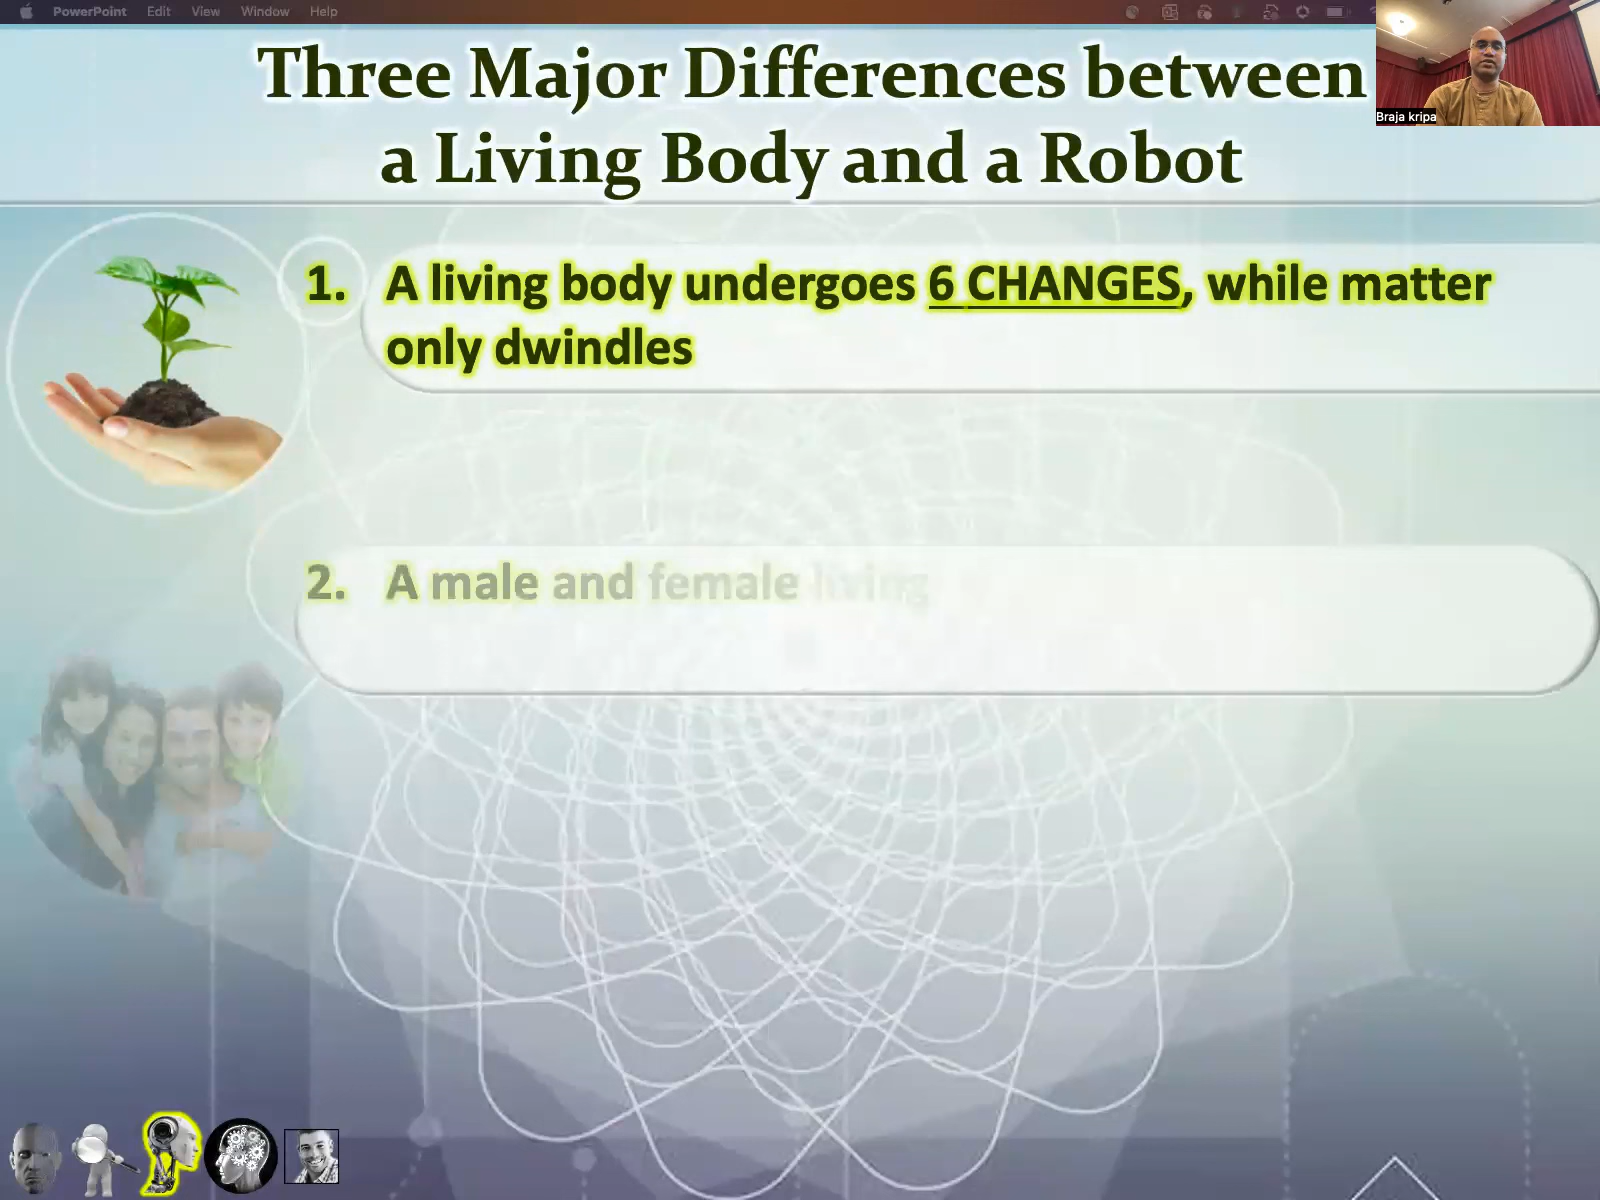 PowerPoint Edit View Window Help
Three Major Differences between
a Living Body and a Robot
Braja kripa
1. A living body undergoes 6 CHANGES, while matter
only dwindles
2. A male and female living